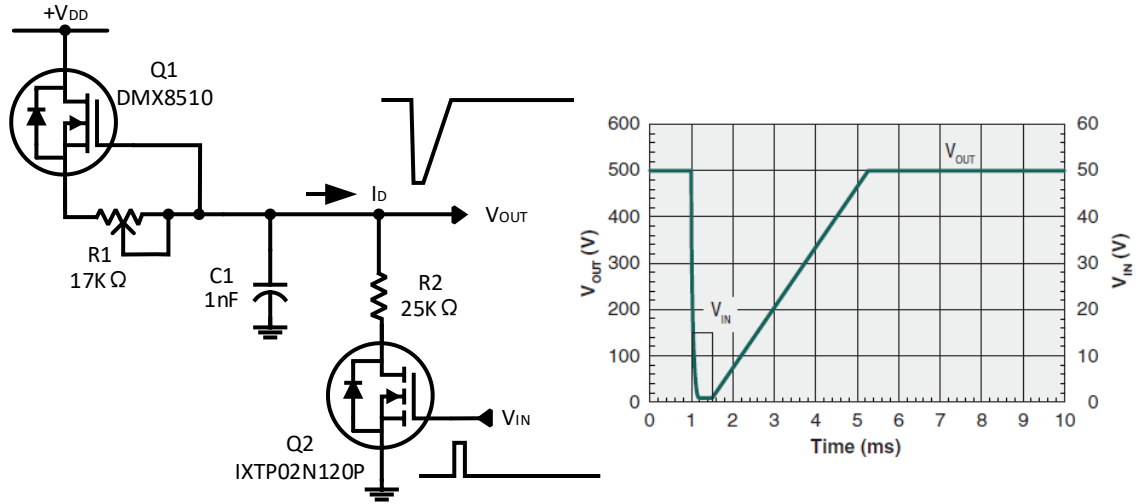 +VDD
Q1
DMX8510
R1
17K Ω
C1
1nF
ID
VOUT
R2
25K Ω
Q2
IXTP02N120P
VIN
600
500
400
300
200
100
0
VOUT (V)
60
50
40
30
20
10
0
VIN (V)
VOUT
VIN
0 1 2 3 4 5 6 7 8 9 10
Time (ms)